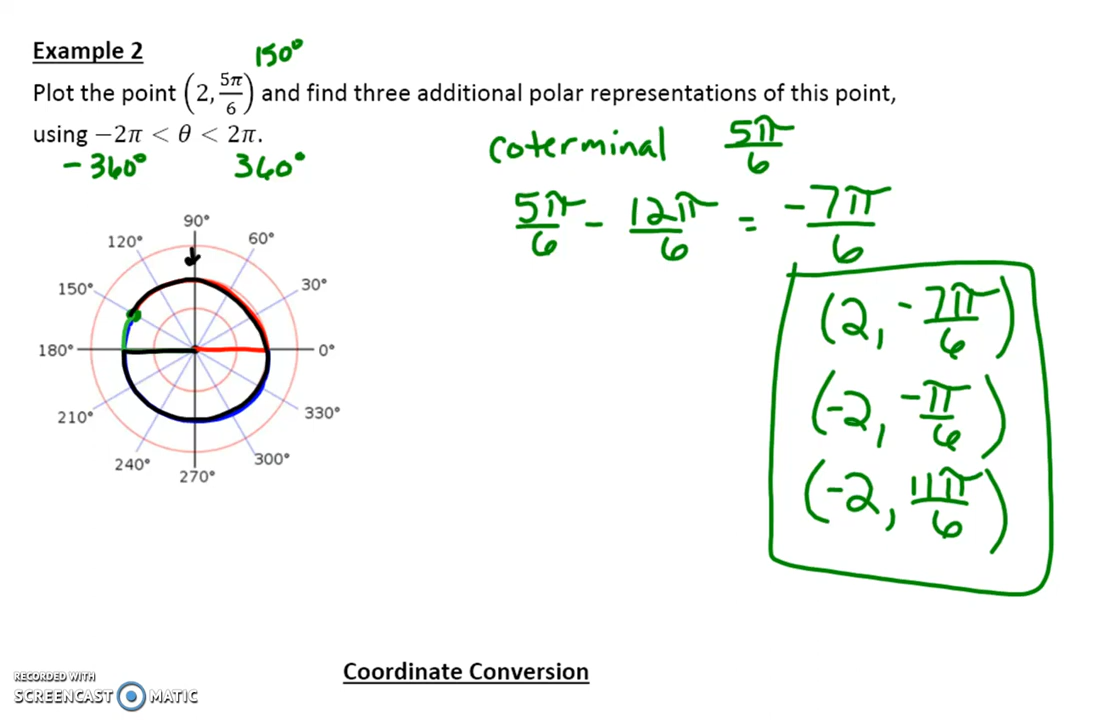 Example 2
150°
Plot the point (2, 5π/6) and find three additional polar representations of this point,
using −2π < θ < 2π.
-360° 360°
coterminal 5π/6
5π/6 - 12π/6 = -7π/6
(2, -7π/6)
(-2, -π/6)
(-2, 11π/6)
90°
120° 60°
150° 30°
180° 0°
210° 330°
240° 300°
270°
Coordinate Conversion
RECORDED WITH
SCREENCAST MATIC